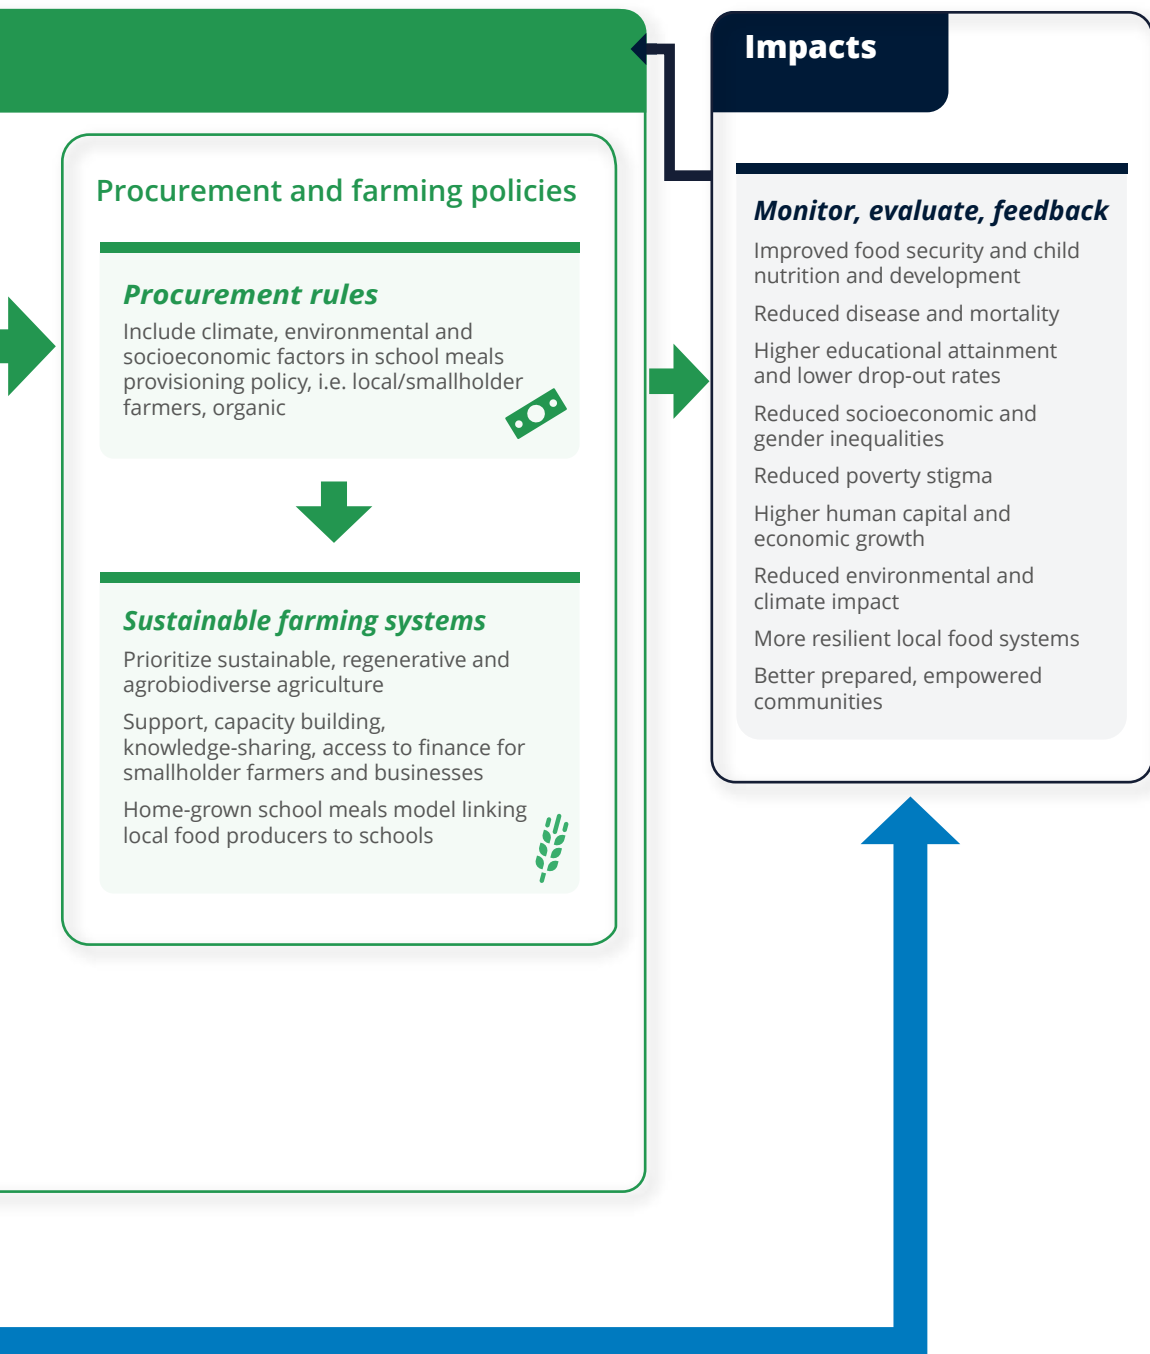 Procurement and farming policies
Procurement rules
Include climate, environmental and
socioeconomic factors in school meals
provisioning policy, i.e. local/smallholder
farmers, organic
Sustainable farming systems
Prioritize sustainable, regenerative and
agrobiodiverse agriculture
Support, capacity building,
knowledge-sharing, access to finance for
smallholder farmers and businesses
Home-grown school meals model linking
local food producers to schools
Impacts
Monitor, evaluate, feedback
Improved food security and child
nutrition and development
Reduced disease and mortality
Higher educational attainment
and lower drop-out rates
Reduced socioeconomic and
gender inequalities
Reduced poverty stigma
Higher human capital and
economic growth
Reduced environmental and
climate impact
More resilient local food systems
Better prepared, empowered
communities